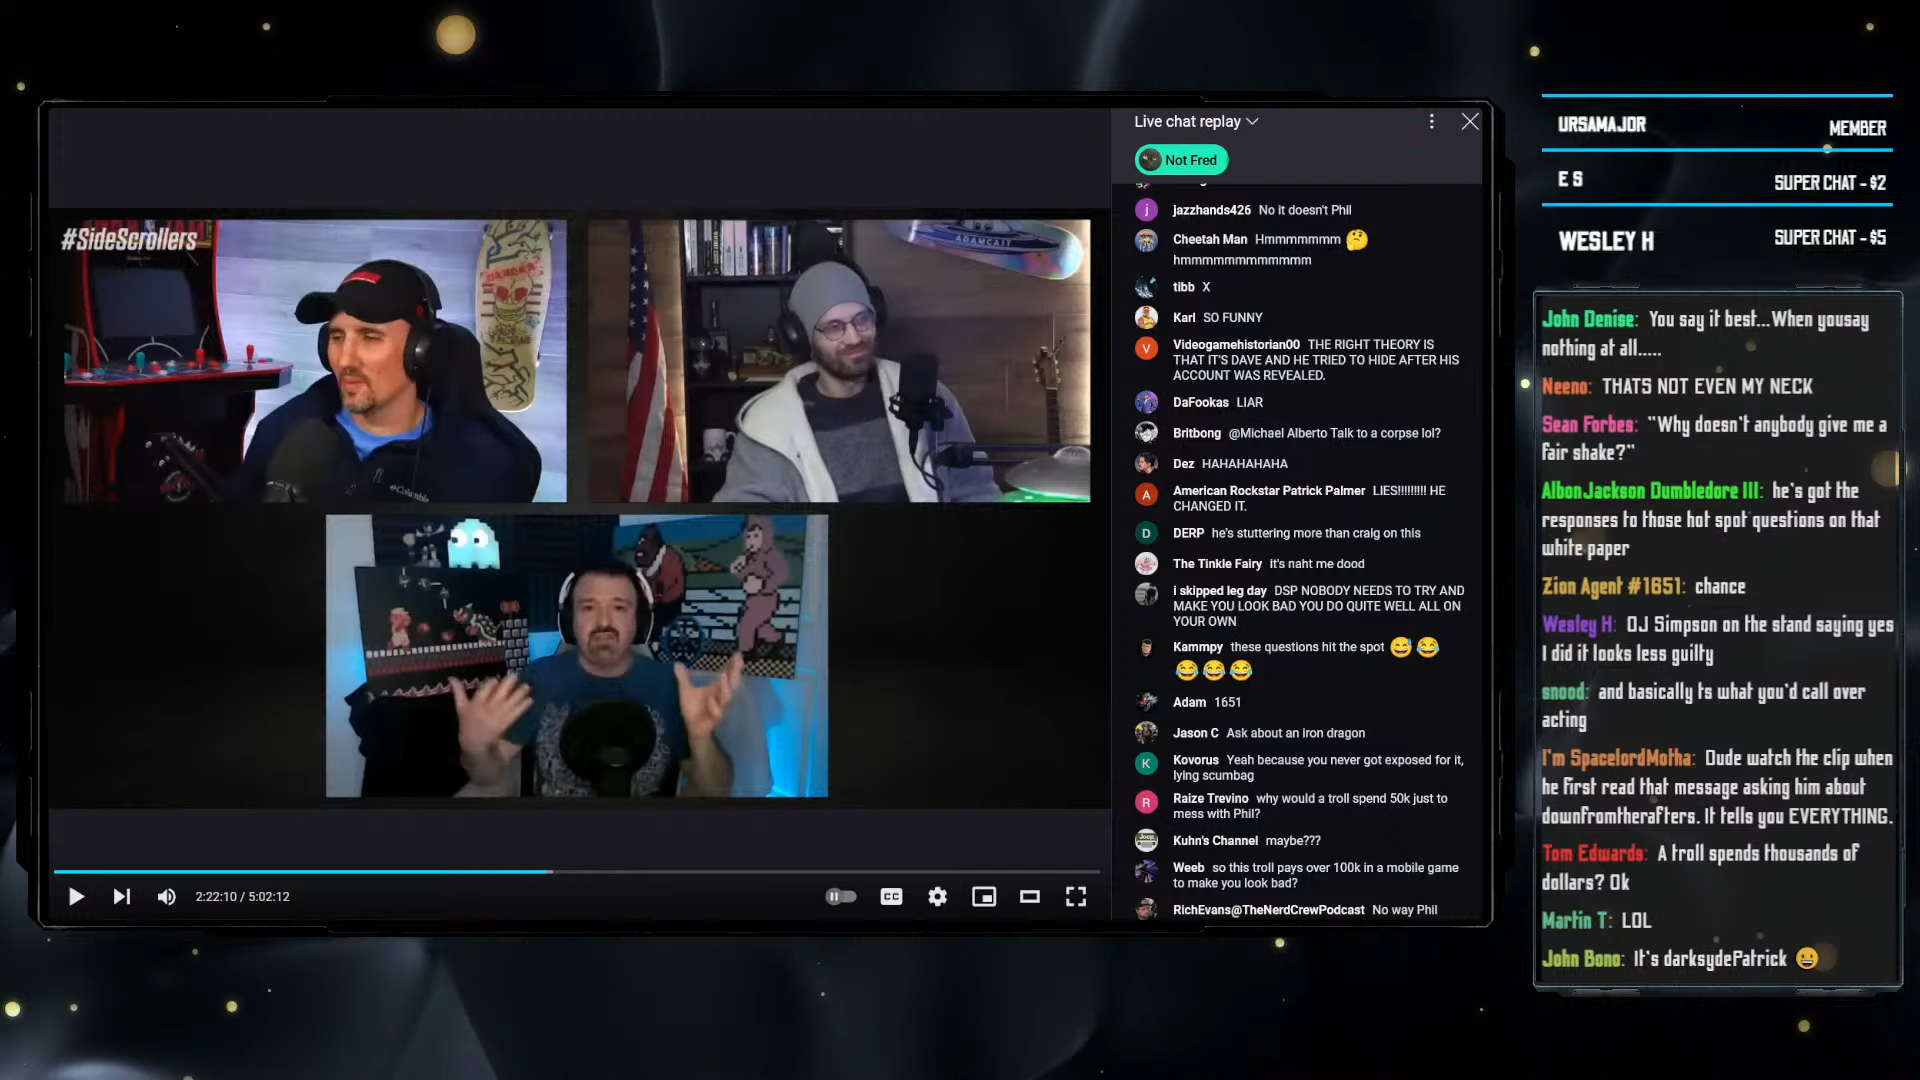 #SideScrollers
ADAMCAIT
Columbia
2:22:10 / 5:02:12
CC
Live chat replay
Not Fred
jazzhands426 No it doesn't Phil
Cheetah Man Hmmmmmmm 🤔
hmmmmmmmmmmmm
tibb X
Karl SO FUNNY
Videogamehistorian00 THE RIGHT THEORY IS
THAT IT'S DAVE AND HE TRIED TO HIDE AFTER HIS
ACCOUNT WAS REVEALED.
DaFookas LIAR
Britbong @Michael Alberto Talk to a corpse lol?
Dez HAHAHAHAHA
A American Rockstar Patrick Palmer LIES!!!!!!!!! HE
CHANGED IT.
D DERP he's stuttering more than craig on this
The Tinkle Fairy it's naht me dood
i skipped leg day DSP NOBODY NEEDS TO TRY AND
MAKE YOU LOOK BAD YOU DO QUITE WELL ALL ON
YOUR OWN
Kammpy these questions hit the spot 😅 😂
😂 😂 😂
Adam 1651
Jason C Ask about an iron dragon
K Kovorus Yeah because you never got exposed for it,
lying scumbag
R Raize Trevino why would a troll spend 50k just to
mess with Phil?
Kuhn's Channel maybe???
Weeb so this troll pays over 100k in a mobile game
to make you look bad?
RichEvans@TheNerdCrewPodcast No way Phil
URSAMAJOR MEMBER
E S SUPER CHAT - $2
WESLEY H SUPER CHAT - $5
John Denise: You say it best...When yousay
nothing at all.....
Neeno: THATS NOT EVEN MY NECK
Sean Forbes: "Why doesn't anybody give me a
fair shake?"
AlbonJackson Dumbledore III: he's got the
responses to those hot spot questions on that
white paper
Zion Agent #1651: chance
Wesley H: OJ Simpson on the stand saying yes
I did it looks less guilty
snood: and basically ts what you'd call over
acting
I'm SpacelordMotha: Dude watch the clip when
he first read that message asking him about
downfromtherafters. It tells you EVERYTHING.
Tom Edwards: A troll spends thousands of
dollars? Ok
Martin T: LOL
John Bono: It's darksydePatrick 😀